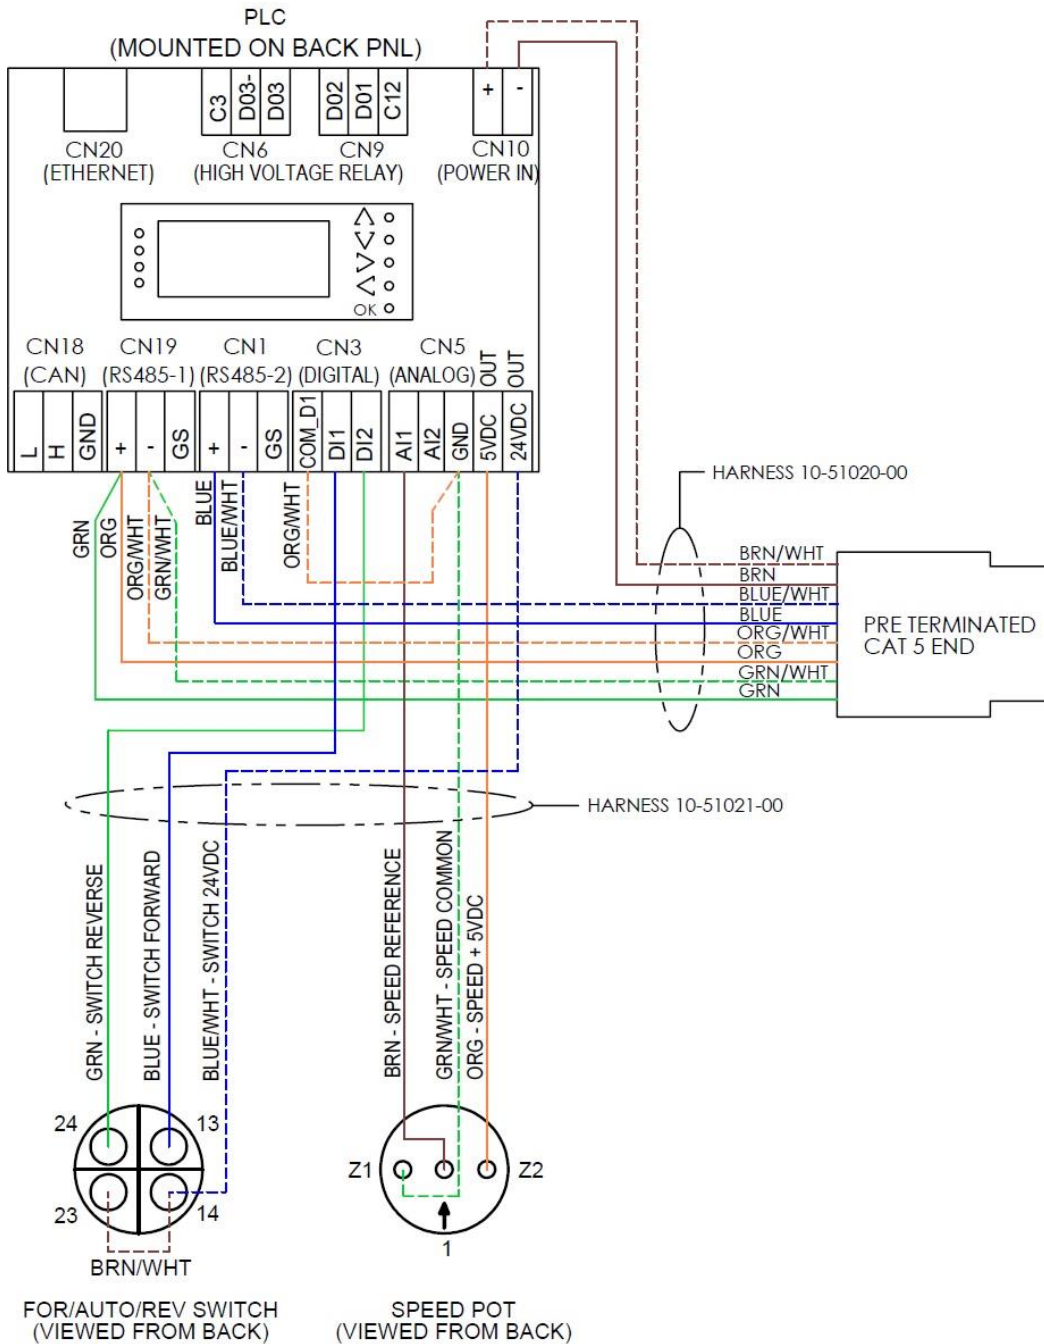 PLC
(MOUNTED ON BACK PNL)
C3
D03-
D03
D02
D01
C12
+
-
CN20
(ETHERNET)
CN6
CN9
(HIGH VOLTAGE RELAY)
CN10
(POWER IN)
OK
CN18
(CAN)
CN19
(RS485-1)
CN1
(RS485-2)
CN3
(DIGITAL)
CN5
(ANALOG)
OUT
OUT
L
H
GND
+
-
GS
+
-
GS
COM_D1
DI1
DI2
AI1
AI2
GND
5VDC
24VDC
GRN
ORG
ORG/WHT
GRN/WHT
BLUE
BLUE/WHT
ORG/WHT
HARNESS 10-51020-00
BRN/WHT
BRN
BLUE/WHT
BLUE
ORG/WHT
ORG
GRN/WHT
GRN
PRE TERMINATED
CAT 5 END
HARNESS 10-51021-00
GRN - SWITCH REVERSE
BLUE - SWITCH FORWARD
BLUE/WHT - SWITCH 24VDC
BRN - SPEED REFERENCE
GRN/WHT - SPEED COMMON
ORG - SPEED + 5VDC
24
13
23
14
BRN/WHT
Z1
Z2
1
FOR/AUTO/REV SWITCH
(VIEWED FROM BACK)
SPEED POT
(VIEWED FROM BACK)